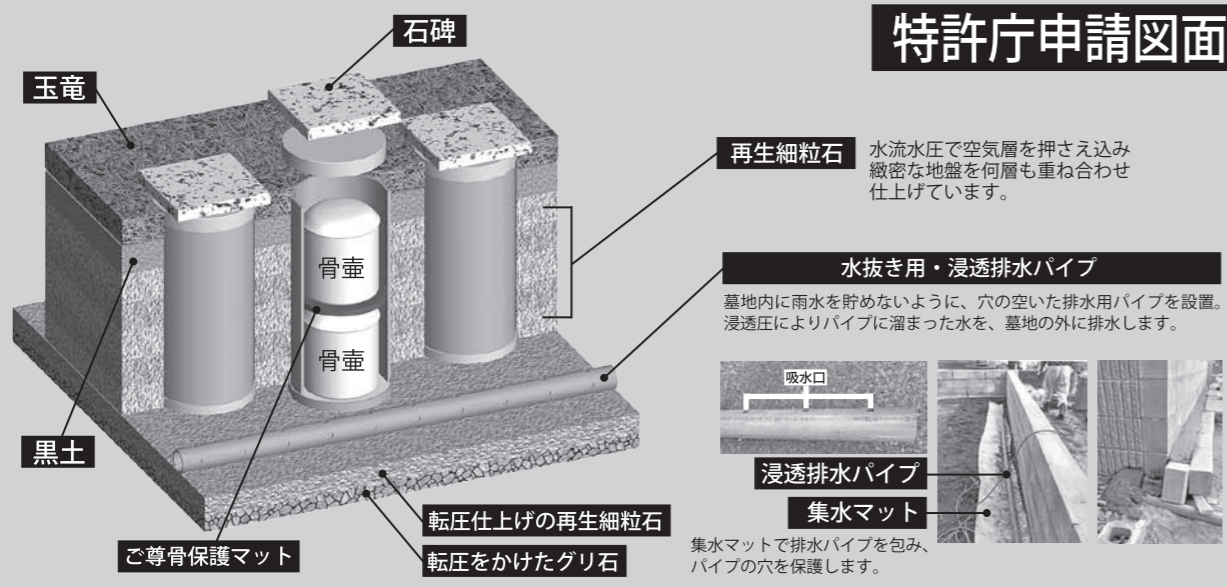 特許庁申請図面
石碑
玉竜
再生細粒石
水流水圧で空気層を押さえ込み
緻密な地盤を何層も重ね合わせ
仕上げています。
水抜き用・浸透排水パイプ
墓地内に雨水を貯めないように、穴の空いた排水用パイプを設置。
浸透圧によりパイプに溜まった水を、墓地の外に排水します。
骨壷
骨壷
吸水口
黒土
浸透排水パイプ
集水マット
集水マットで排水パイプを包み、
パイプの穴を保護します。
転圧仕上げの再生細粒石
ご尊骨保護マット
転圧をかけたグリ石